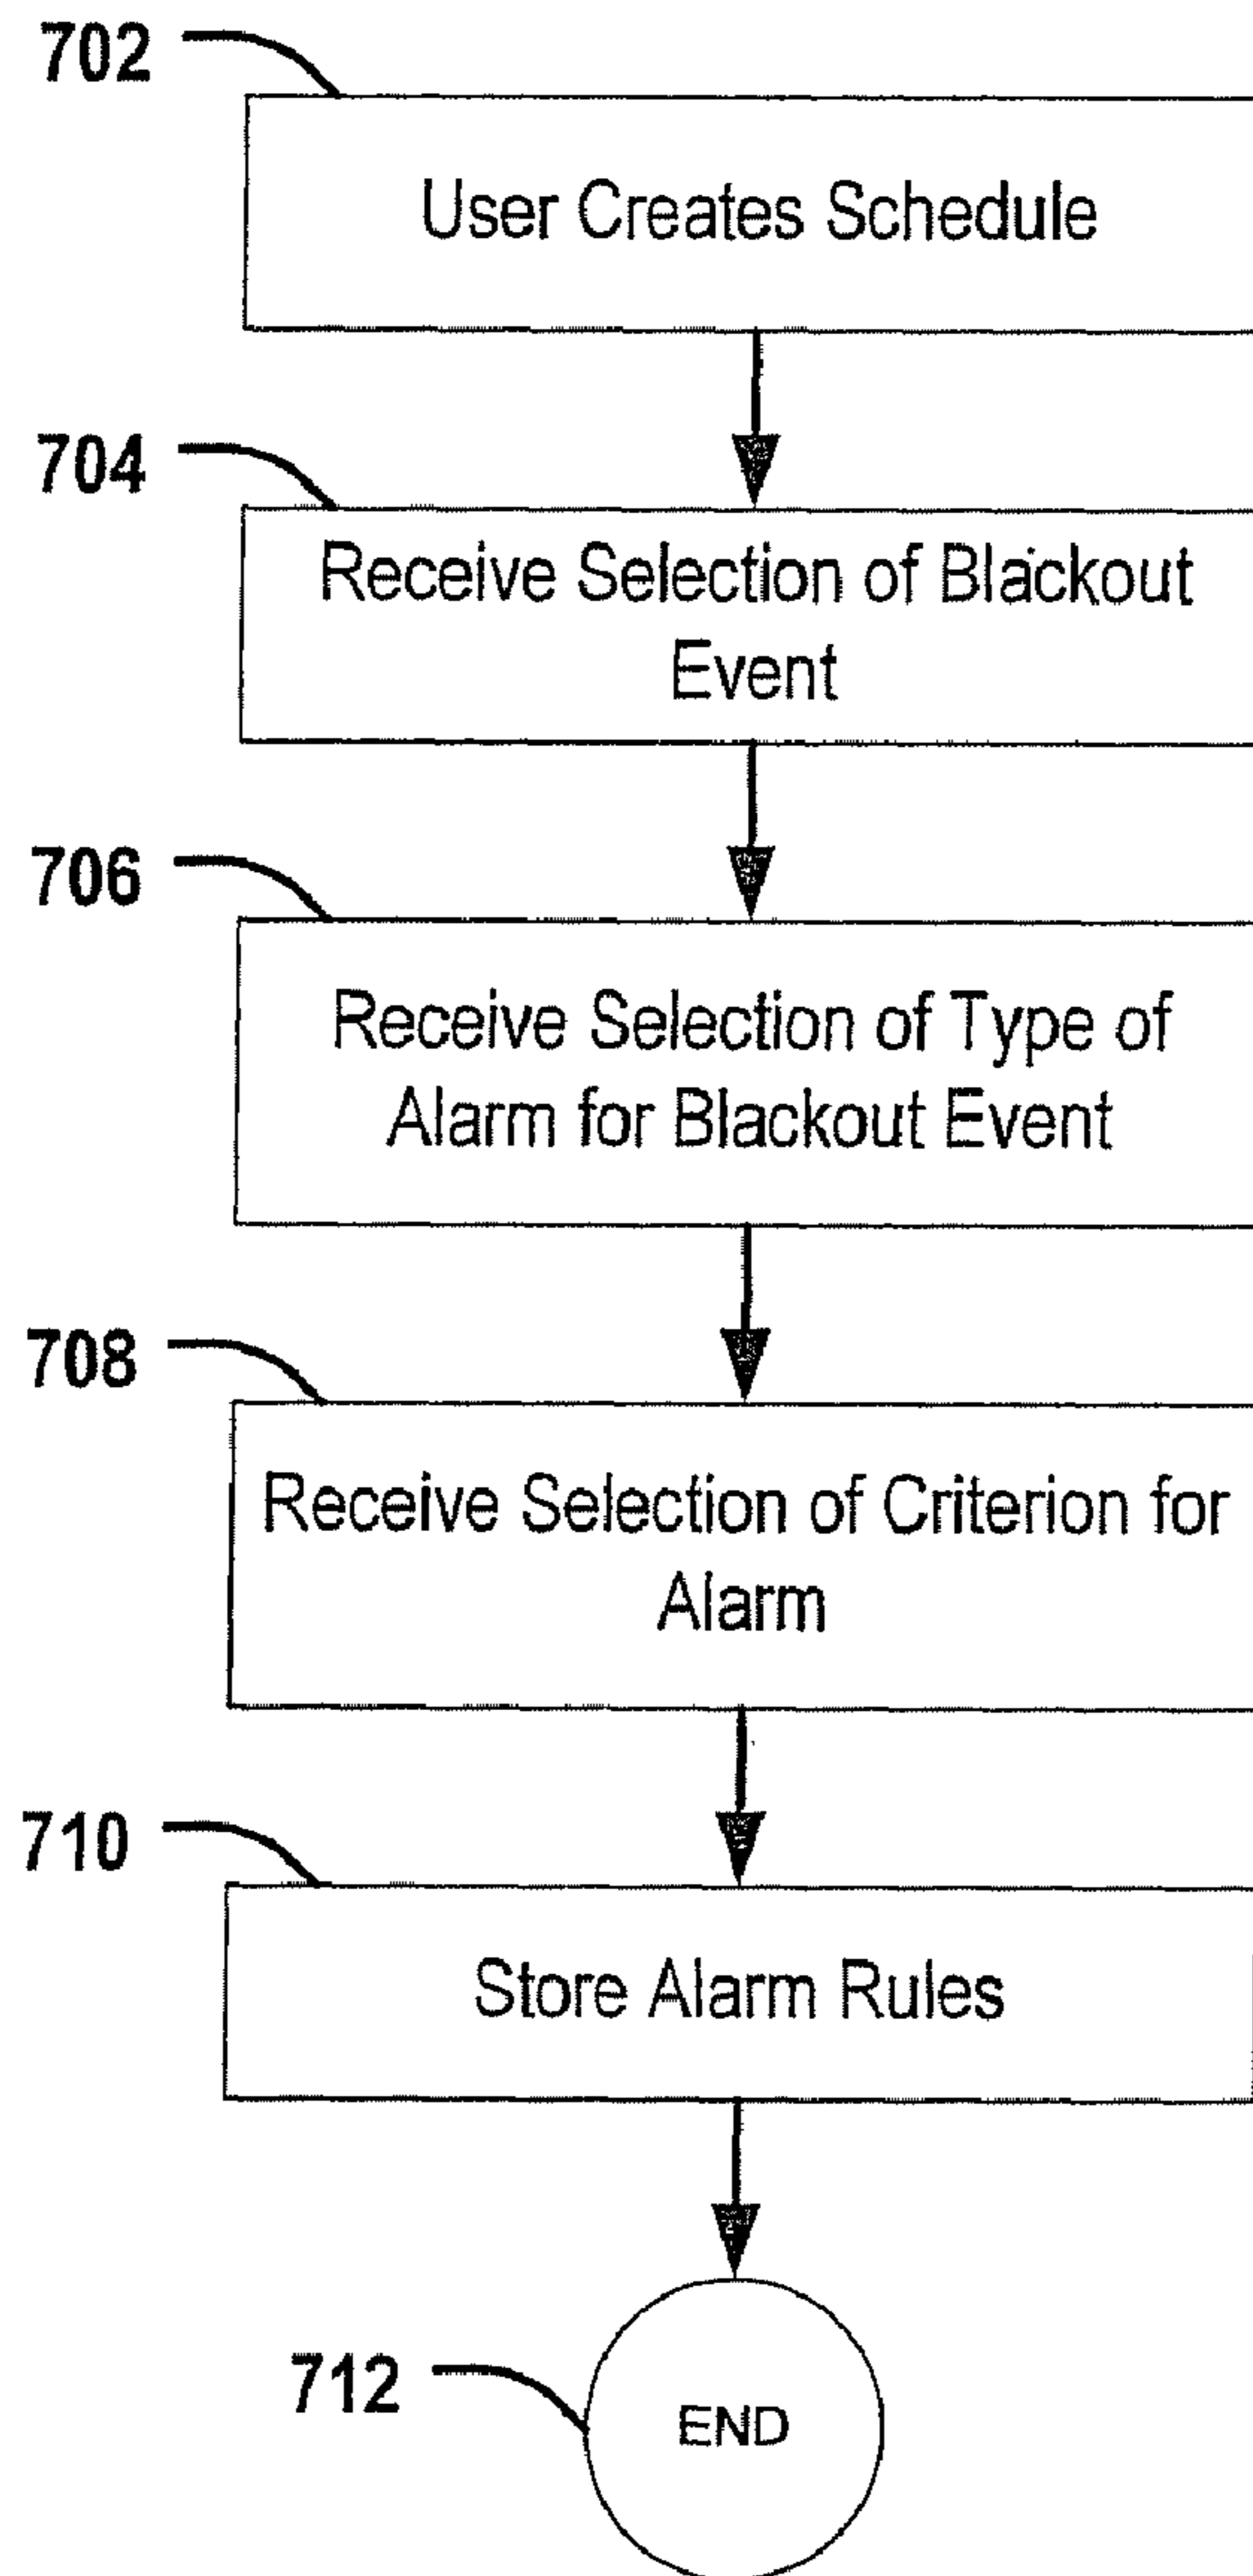 702
User Creates Schedule
704
Receive Selection of Blackout
Event
706
Receive Selection of Type of
Alarm for Blackout Event
708
Receive Selection of Criterion for
Alarm
710
Store Alarm Rules
712
END